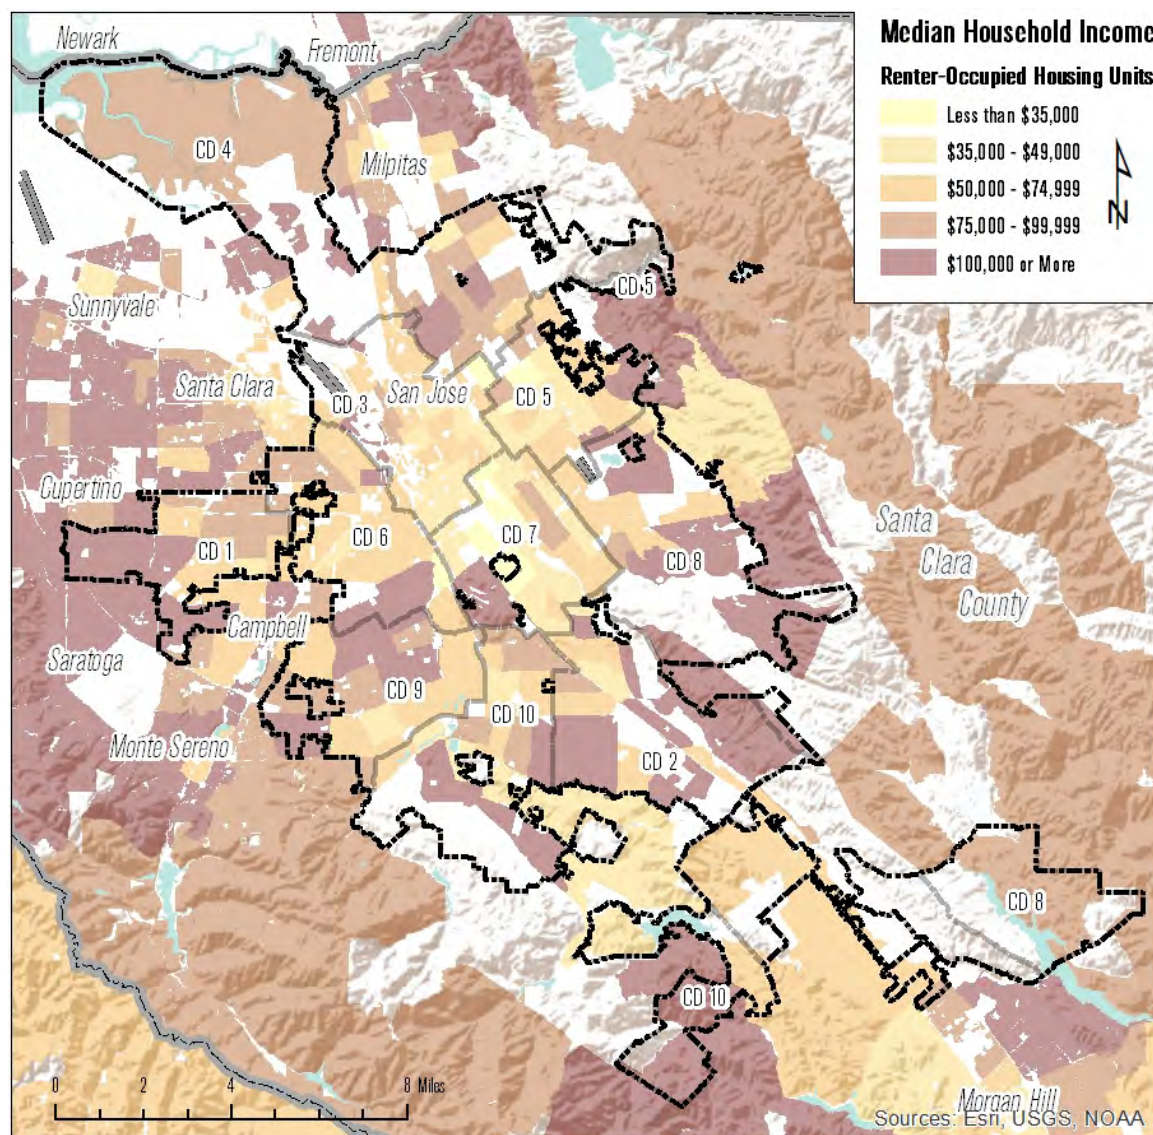 Median Household Income
Renter-Occupied Housing Units
Less than $35,000
$35,000 - $49,000
$50,000 - $74,999
$75,000 - $99,999
$100,000 or More
N
Newark
Fremont
CD 4
Milpitas
CD 5
Sunnyvale
Santa Clara
San Jose
CD 3
CD 5
Cupertino
Santa
Clara
County
CD 1
CD 6
CD 7
CD 8
Campbell
Saratoga
CD 9
CD 10
Monte Sereno
CD 2
CD 8
CD 10
0 2 4 8 Miles
Morgan Hill
Sources: Esri, USGS, NOAA